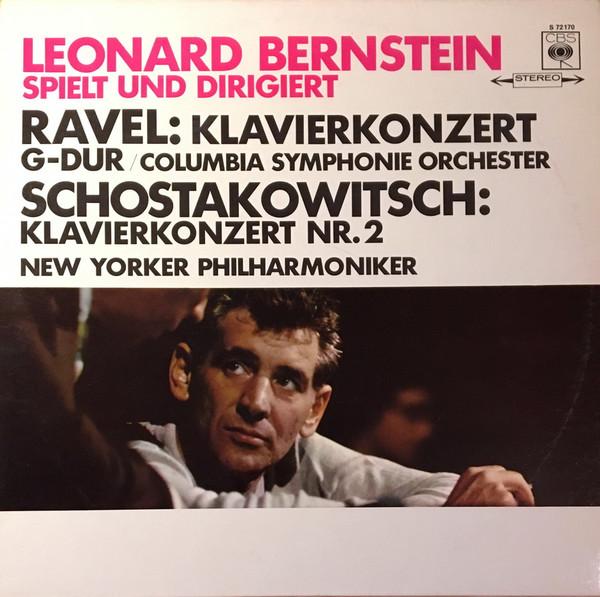 S 72170
CBS
LEONARD BERNSTEIN
STEREO
SPIELT UND DIRIGIERT
RAVEL: KLAVIERKONZERT
G-DUR / COLUMBIA SYMPHONIE ORCHESTER
SCHOSTAKOWITSCH:
KLAVIERKONZERT NR. 2
NEW YORKER PHILHARMONIKER